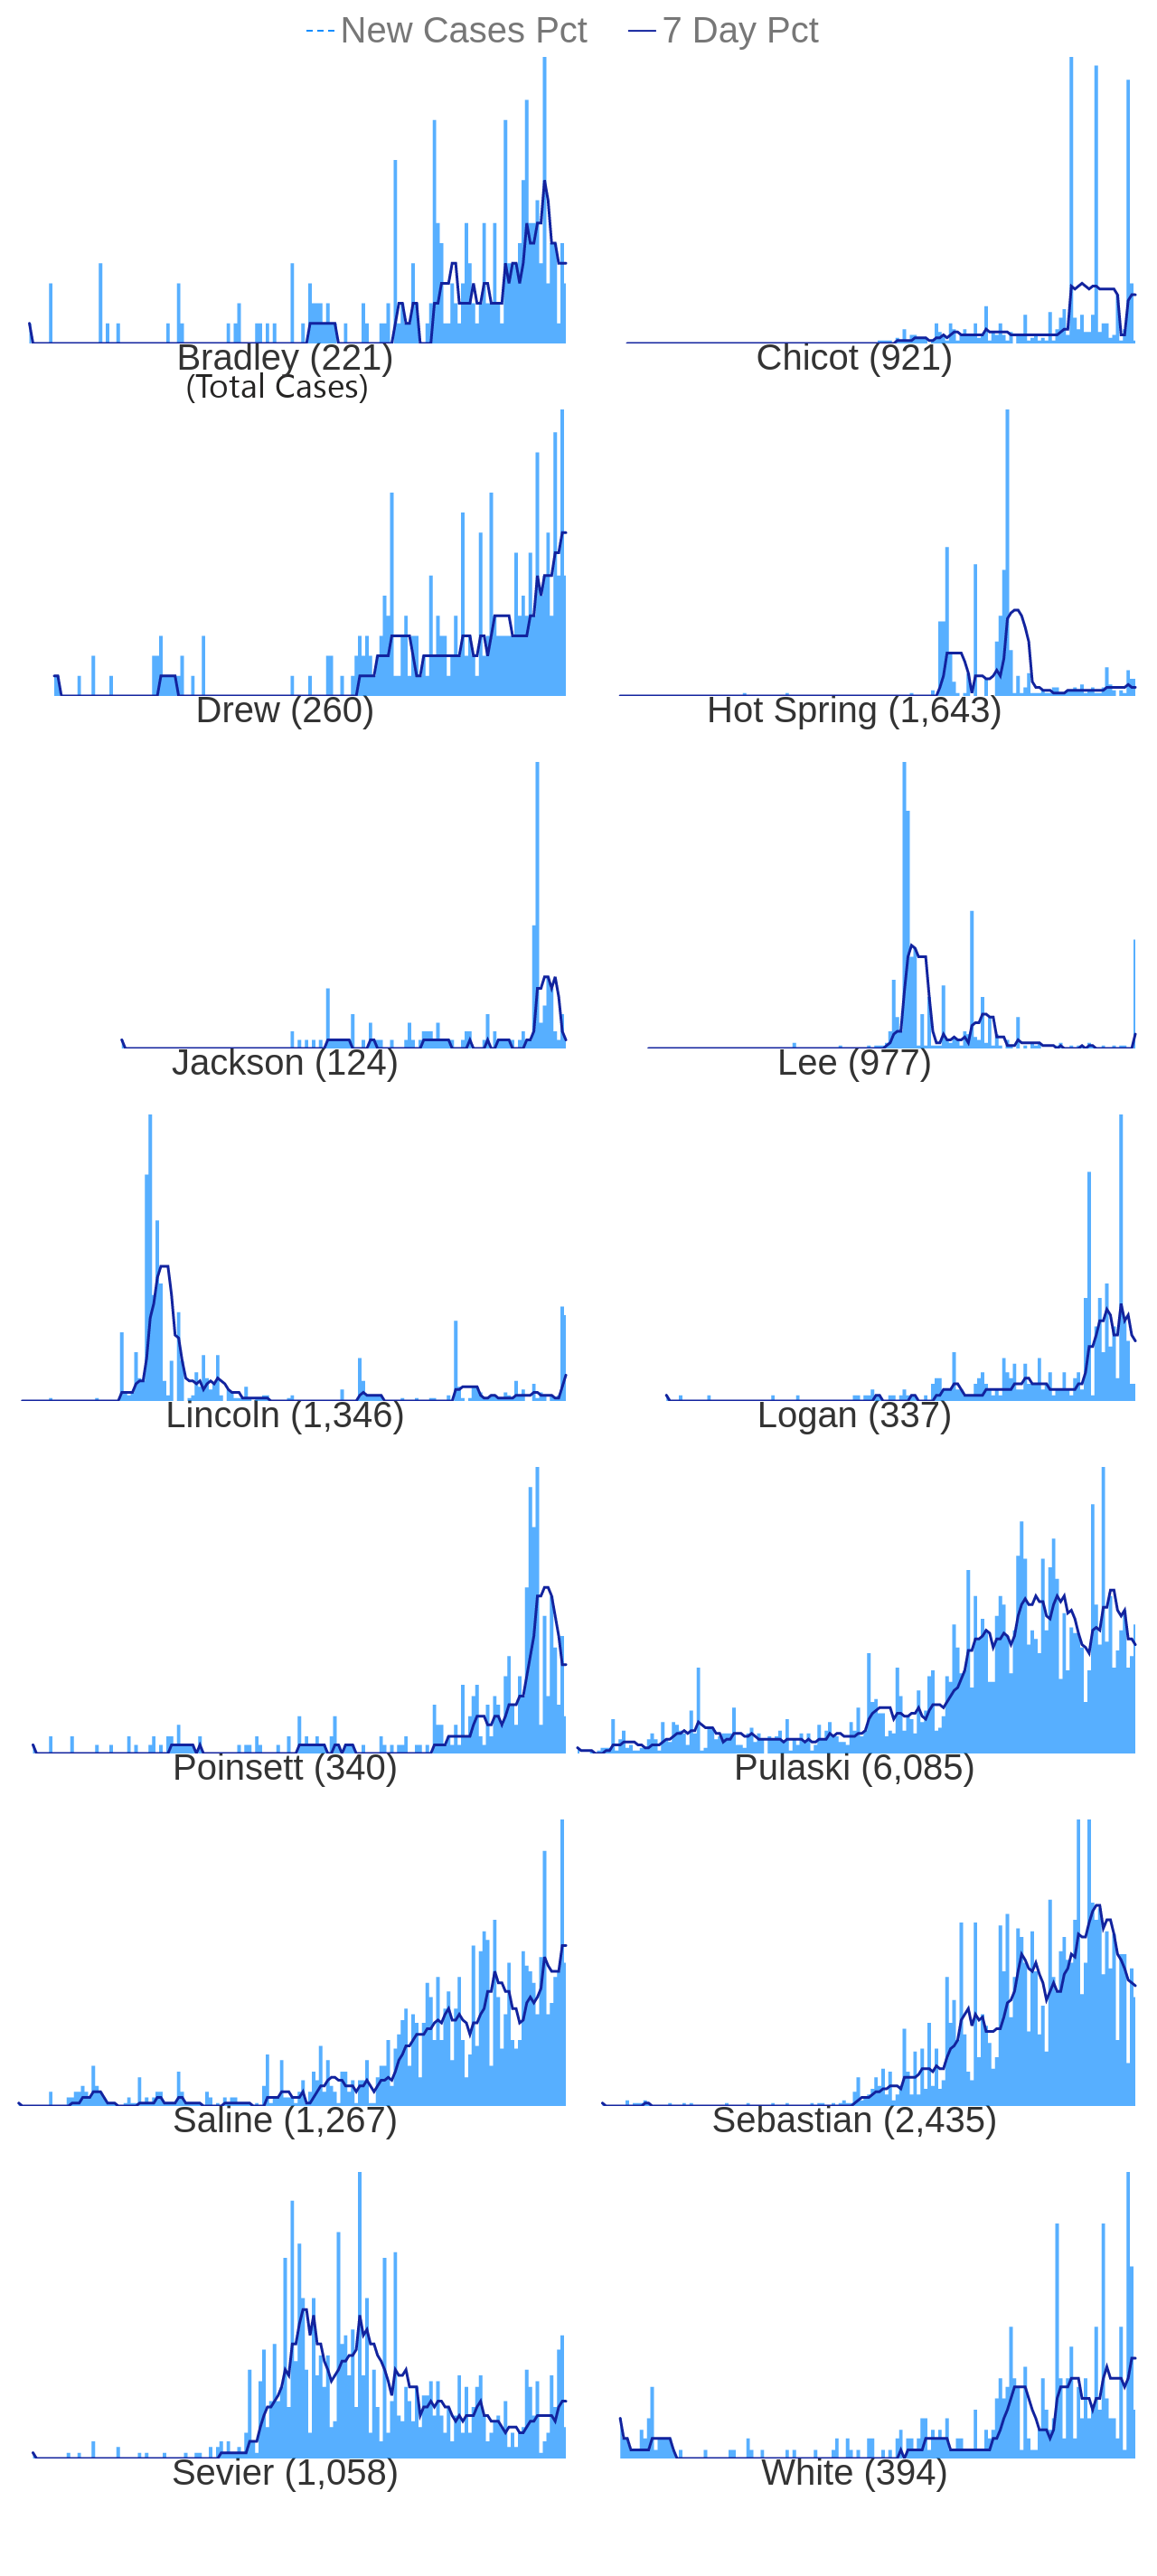 New Cases Pct 7 Day Pct
Bradley (221) Chicot (921)
(Total Cases)
Drew (260) Hot Spring (1,643)
Jackson (124) Lee (977)
Lincoln (1,346) Logan (337)
Poinsett (340) Pulaski (6,085)
Saline (1,267) Sebastian (2,435)
Sevier (1,058) White (394)